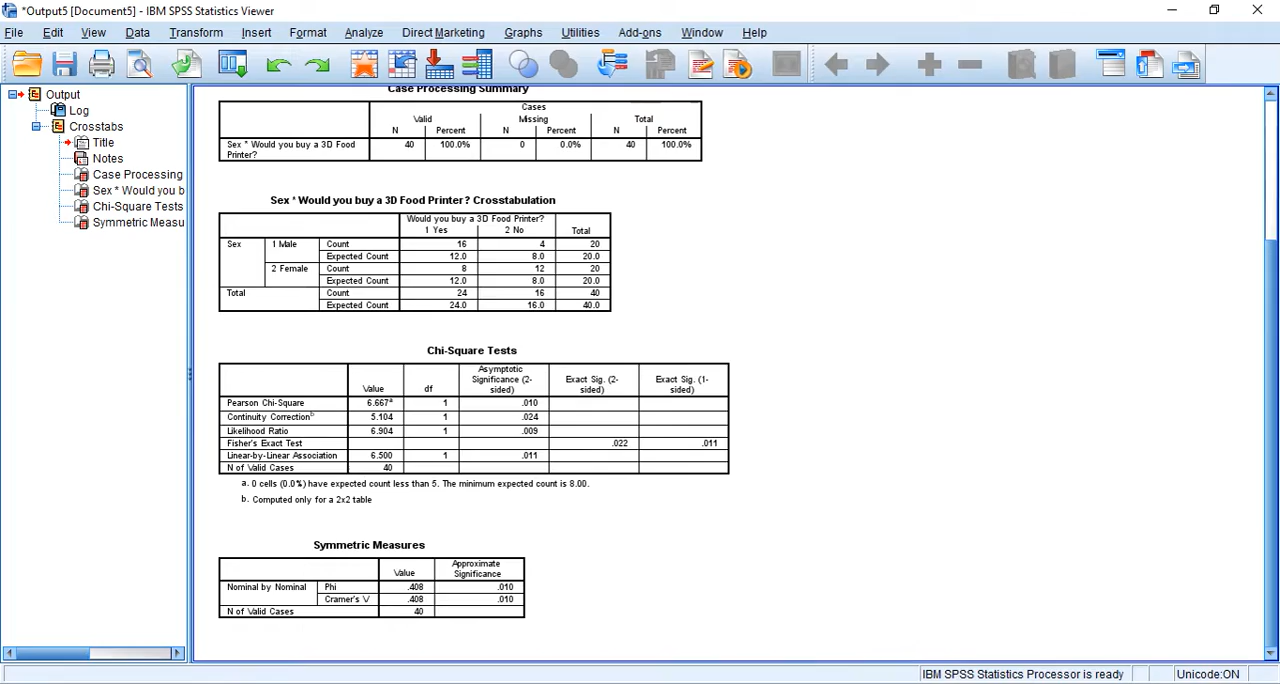 *Output5 [Document5] - IBM SPSS Statistics Viewer
File Edit View Data Transform Insert Format Analyze Direct Marketing Graphs Utilities Add-ons Window Help
Output
Log
Crosstabs
Title
Notes
Case Processing
Sex * Would you b
Chi-Square Tests
Symmetric Measu
Case Processing Summary
Cases
Valid Missing Total
N Percent N Percent N Percent
Sex * Would you buy a 3D Food Printer? 40 100.0% 0 0.0% 40 100.0%
Sex * Would you buy a 3D Food Printer? Crosstabulation
Would you buy a 3D Food Printer?
1 Yes 2 No Total
Sex 1 Male Count 16 4 20
Expected Count 12.0 8.0 20.0
2 Female Count 8 12 20
Expected Count 12.0 8.0 20.0
Total Count 24 16 40
Expected Count 24.0 16.0 40.0
Chi-Square Tests
Value df Asymptotic Significance (2-sided) Exact Sig. (2-sided) Exact Sig. (1-sided)
Pearson Chi-Square 6.667a 1 .010
Continuity Correctionb 5.104 1 .024
Likelihood Ratio 6.904 1 .009
Fisher's Exact Test .022 .011
Linear-by-Linear Association 6.500 1 .011
N of Valid Cases 40
a. 0 cells (0.0%) have expected count less than 5. The minimum expected count is 8.00.
b. Computed only for a 2x2 table
Symmetric Measures
Value Approximate Significance
Nominal by Nominal Phi .408 .010
Cramer's V .408 .010
N of Valid Cases 40
IBM SPSS Statistics Processor is ready Unicode:ON